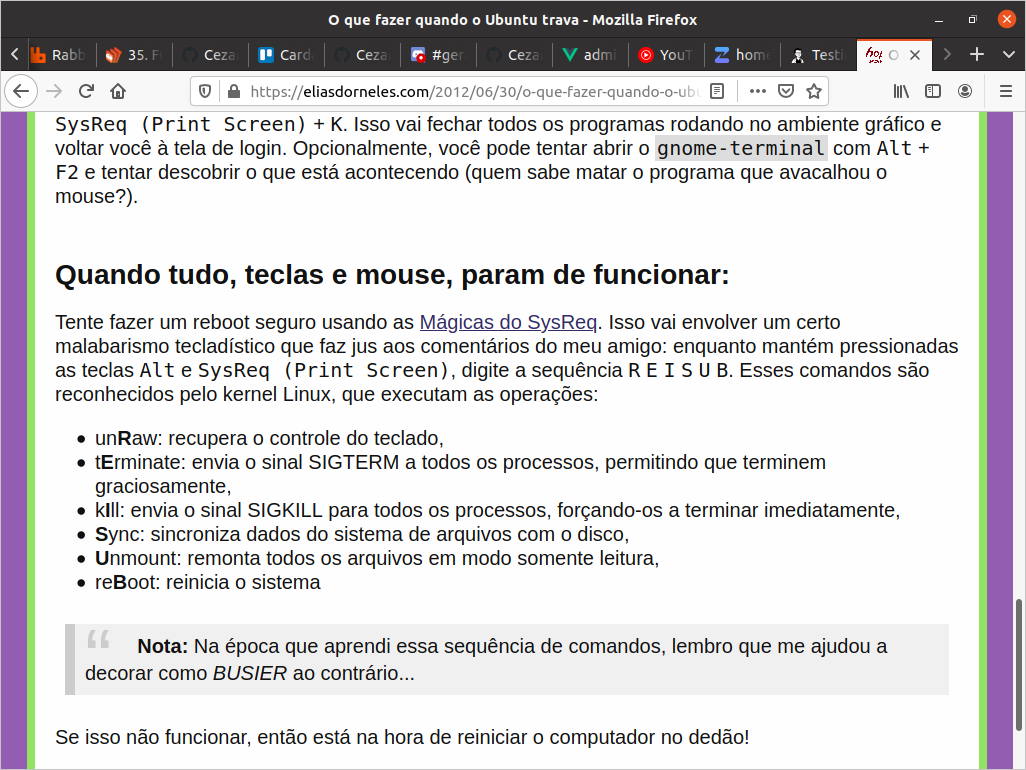 O que fazer quando o Ubuntu trava - Mozilla Firefox
Rabb 35. F Ceza Card Ceza #ger Ceza admi YouT hom Testi O
https://eliasdorneles.com/2012/06/30/o-que-fazer-quando-o-ubu
SysReq (Print Screen) + K. Isso vai fechar todos os programas rodando no ambiente gráfico e
voltar você à tela de login. Opcionalmente, você pode tentar abrir o gnome-terminal com Alt +
F2 e tentar descobrir o que está acontecendo (quem sabe matar o programa que avacalhou o
mouse?).
Quando tudo, teclas e mouse, param de funcionar:
Tente fazer um reboot seguro usando as Mágicas do SysReq. Isso vai envolver um certo
malabarismo tecladístico que faz jus aos comentários do meu amigo: enquanto mantém pressionadas
as teclas Alt e SysReq (Print Screen), digite a sequência R E I S U B. Esses comandos são
reconhecidos pelo kernel Linux, que executam as operações:
• unRaw: recupera o controle do teclado,
• tErminate: envia o sinal SIGTERM a todos os processos, permitindo que terminem
graciosamente,
• kIll: envia o sinal SIGKILL para todos os processos, forçando-os a terminar imediatamente,
• Sync: sincroniza dados do sistema de arquivos com o disco,
• Unmount: remonta todos os arquivos em modo somente leitura,
• reBoot: reinicia o sistema
“ Nota: Na época que aprendi essa sequência de comandos, lembro que me ajudou a
decorar como BUSIER ao contrário...
Se isso não funcionar, então está na hora de reiniciar o computador no dedão!